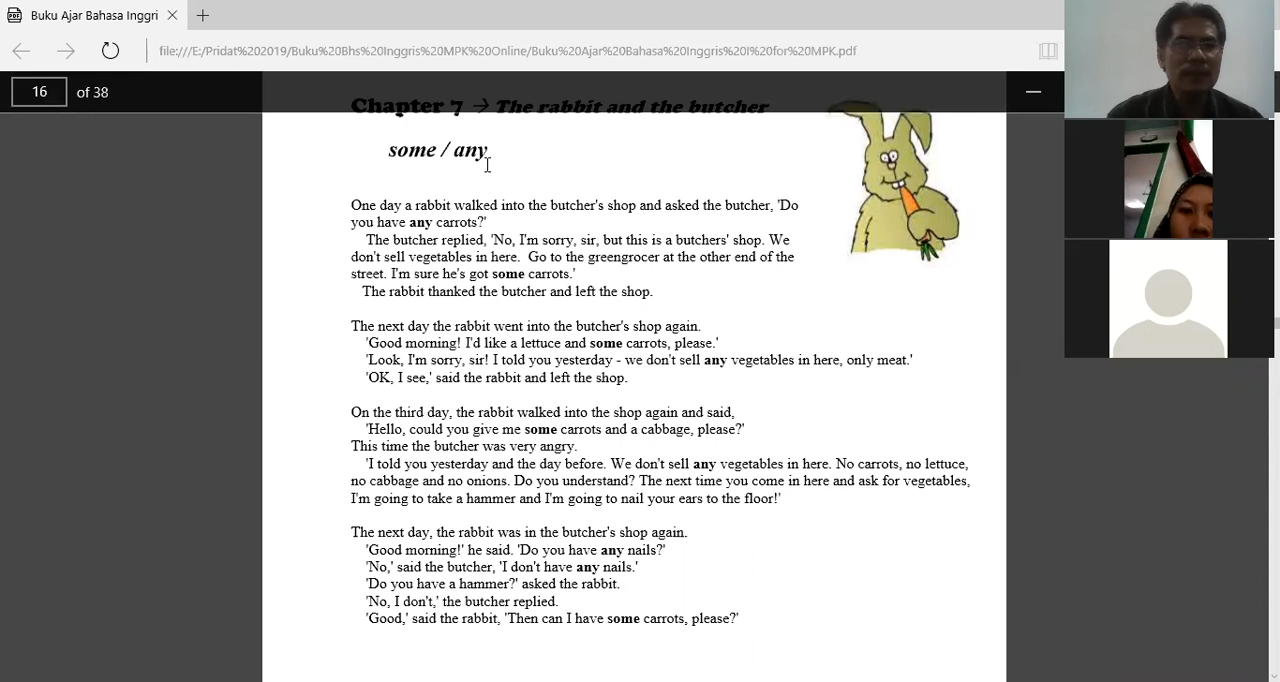 Buku Ajar Bahasa Inggri
file:///E:/Pridat%202019/Buku%20Bhs%20Inggris%20MPK%20Online/Buku%20Ajar%20Bahasa%20Inggris%20I%20for%20MPK.pdf
16 of 38
Chapter 7 → The rabbit and the butcher
some / any
One day a rabbit walked into the butcher's shop and asked the butcher, 'Do
you have any carrots?'
The butcher replied, 'No, I'm sorry, sir, but this is a butchers' shop. We
don't sell vegetables in here. Go to the greengrocer at the other end of the
street. I'm sure he's got some carrots.'
The rabbit thanked the butcher and left the shop.
The next day the rabbit went into the butcher's shop again.
'Good morning! I'd like a lettuce and some carrots, please.'
'Look, I'm sorry, sir! I told you yesterday - we don't sell any vegetables in here, only meat.'
'OK, I see,' said the rabbit and left the shop.
On the third day, the rabbit walked into the shop again and said,
'Hello, could you give me some carrots and a cabbage, please?'
This time the butcher was very angry.
'I told you yesterday and the day before. We don't sell any vegetables in here. No carrots, no lettuce,
no cabbage and no onions. Do you understand? The next time you come in here and ask for vegetables,
I'm going to take a hammer and I'm going to nail your ears to the floor!'
The next day, the rabbit was in the butcher's shop again.
'Good morning!' he said. 'Do you have any nails?'
'No,' said the butcher, 'I don't have any nails.'
'Do you have a hammer?' asked the rabbit.
'No, I don't,' the butcher replied.
'Good,' said the rabbit, 'Then can I have some carrots, please?'